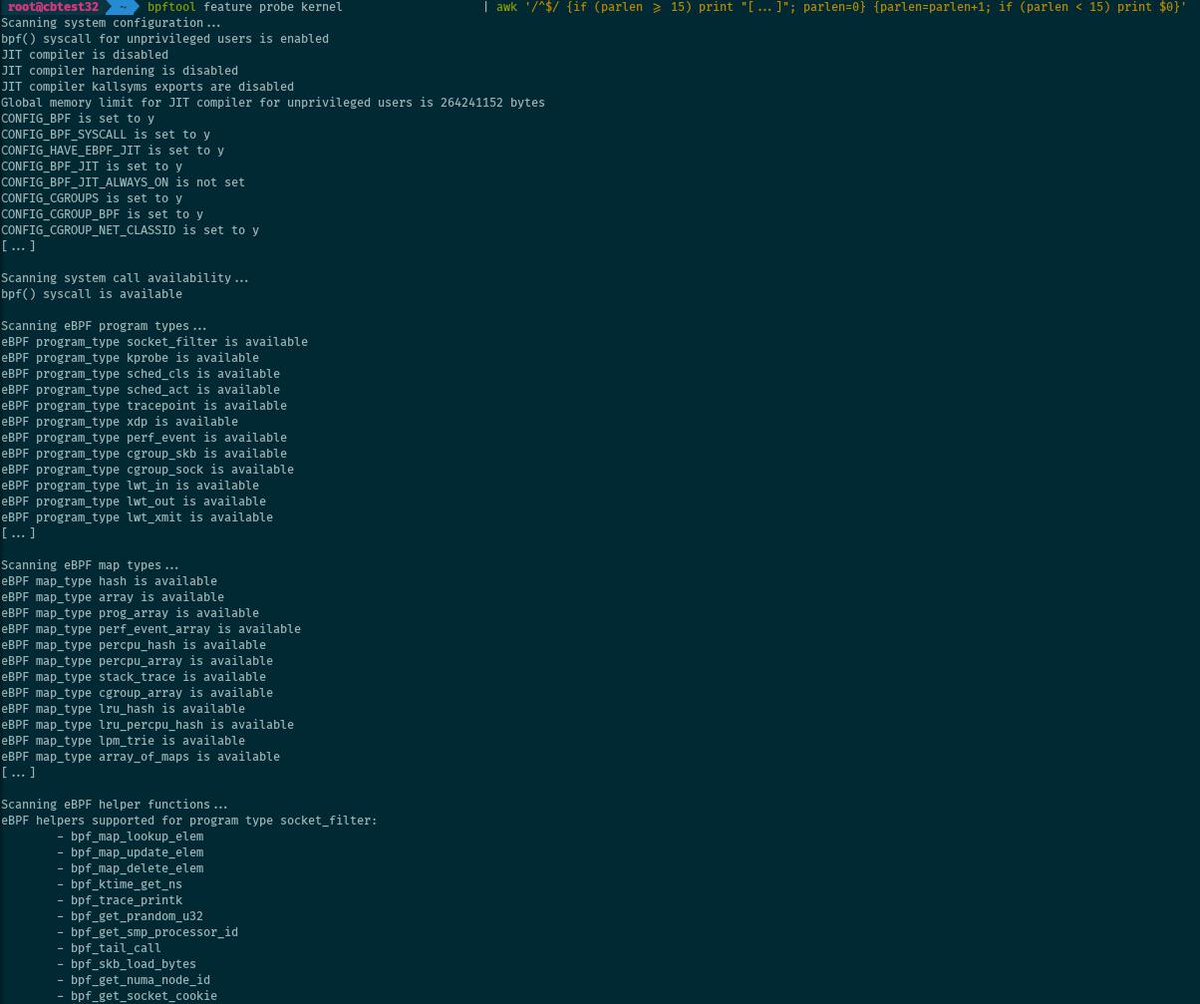 root@cbtest32 ~ bpftool feature probe kernel | awk '/^$/ {if (parlen ⩾ 15) print "[...]"; parlen=0} {parlen=parlen+1; if (parlen < 15) print $0}'
Scanning system configuration...
bpf() syscall for unprivileged users is enabled
JIT compiler is disabled
JIT compiler hardening is disabled
JIT compiler kallsyms exports are disabled
Global memory limit for JIT compiler for unprivileged users is 264241152 bytes
CONFIG_BPF is set to y
CONFIG_BPF_SYSCALL is set to y
CONFIG_HAVE_EBPF_JIT is set to y
CONFIG_BPF_JIT is set to y
CONFIG_BPF_JIT_ALWAYS_ON is not set
CONFIG_CGROUPS is set to y
CONFIG_CGROUP_BPF is set to y
CONFIG_CGROUP_NET_CLASSID is set to y
[...]

Scanning system call availability...
bpf() syscall is available

Scanning eBPF program types...
eBPF program_type socket_filter is available
eBPF program_type kprobe is available
eBPF program_type sched_cls is available
eBPF program_type sched_act is available
eBPF program_type tracepoint is available
eBPF program_type xdp is available
eBPF program_type perf_event is available
eBPF program_type cgroup_skb is available
eBPF program_type cgroup_sock is available
eBPF program_type lwt_in is available
eBPF program_type lwt_out is available
eBPF program_type lwt_xmit is available
[...]

Scanning eBPF map types...
eBPF map_type hash is available
eBPF map_type array is available
eBPF map_type prog_array is available
eBPF map_type perf_event_array is available
eBPF map_type percpu_hash is available
eBPF map_type percpu_array is available
eBPF map_type stack_trace is available
eBPF map_type cgroup_array is available
eBPF map_type lru_hash is available
eBPF map_type lru_percpu_hash is available
eBPF map_type lpm_trie is available
eBPF map_type array_of_maps is available
[...]

Scanning eBPF helper functions...
eBPF helpers supported for program type socket_filter:
- bpf_map_lookup_elem
- bpf_map_update_elem
- bpf_map_delete_elem
- bpf_ktime_get_ns
- bpf_trace_printk
- bpf_get_prandom_u32
- bpf_get_smp_processor_id
- bpf_tail_call
- bpf_skb_load_bytes
- bpf_get_numa_node_id
- bpf_get_socket_cookie